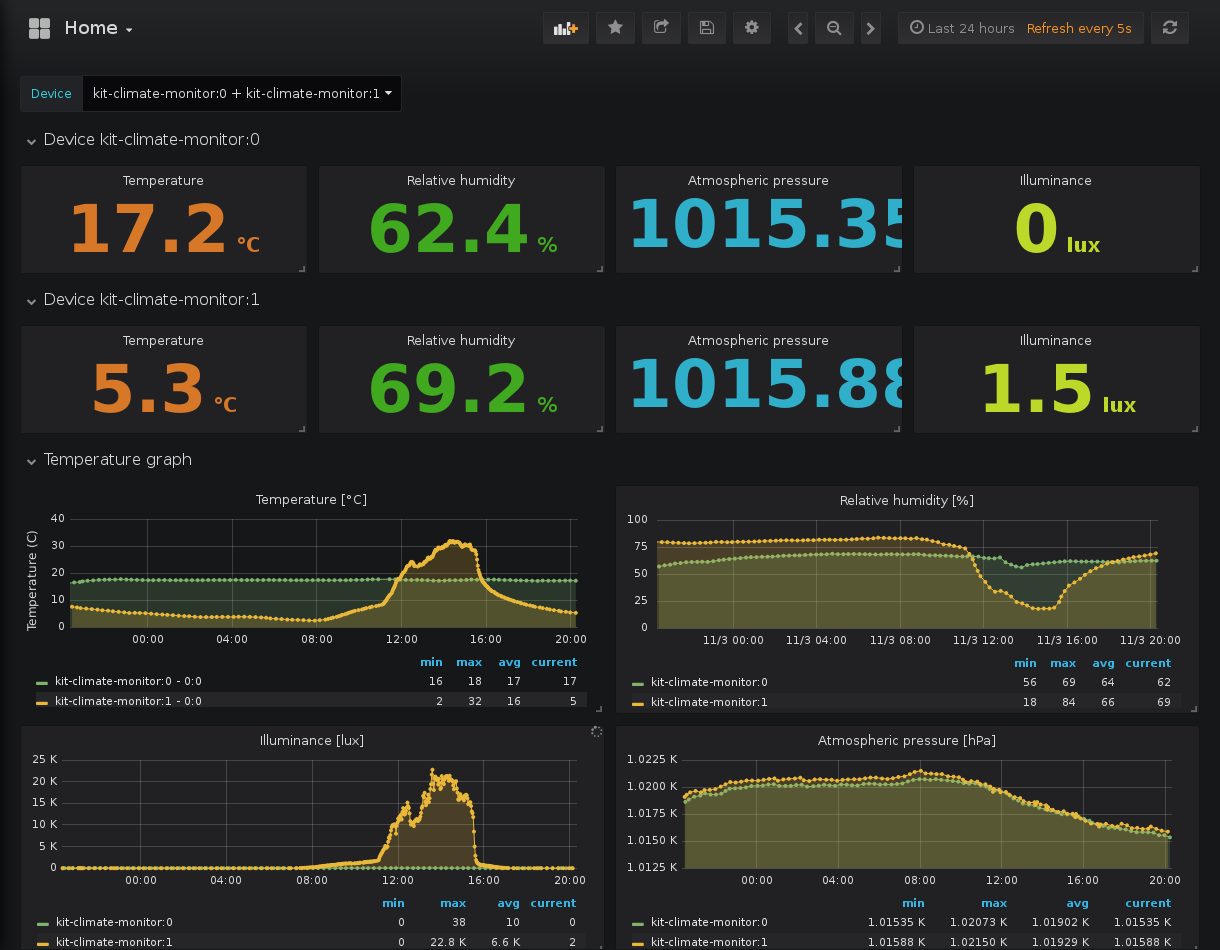 Home
Last 24 hours Refresh every 5s
Device kit-climate-monitor:0 + kit-climate-monitor:1
Device kit-climate-monitor:0
Temperature Relative humidity Atmospheric pressure Illuminance
17.2 °C 62.4 % 1015.35 0 lux
Device kit-climate-monitor:1
Temperature Relative humidity Atmospheric pressure Illuminance
5.3 °C 69.2 % 1015.88 1.5 lux
Temperature graph
Temperature [°C]
Temperature (C)
40
30
20
10
0
00:00 04:00 08:00 12:00 16:00 20:00
min max avg current
kit-climate-monitor:0 - 0:0 16 18 17 17
kit-climate-monitor:1 - 0:0 2 32 16 5
Relative humidity [%]
100
75
50
25
0
11/3 00:00 11/3 04:00 11/3 08:00 11/3 12:00 11/3 16:00 11/3 20:00
min max avg current
kit-climate-monitor:0 56 69 64 62
kit-climate-monitor:1 18 84 66 69
Illuminance [lux]
25 K
20 K
15 K
10 K
5 K
0
00:00 04:00 08:00 12:00 16:00 20:00
min max avg current
kit-climate-monitor:0 0 38 10 0
kit-climate-monitor:1 0 22.8 K 6.6 K 2
Atmospheric pressure [hPa]
1.0225 K
1.0200 K
1.0175 K
1.0150 K
1.0125 K
00:00 04:00 08:00 12:00 16:00 20:00
min max avg current
kit-climate-monitor:0 1.01535 K 1.02073 K 1.01902 K 1.01535 K
kit-climate-monitor:1 1.01588 K 1.02150 K 1.01929 K 1.01588 K